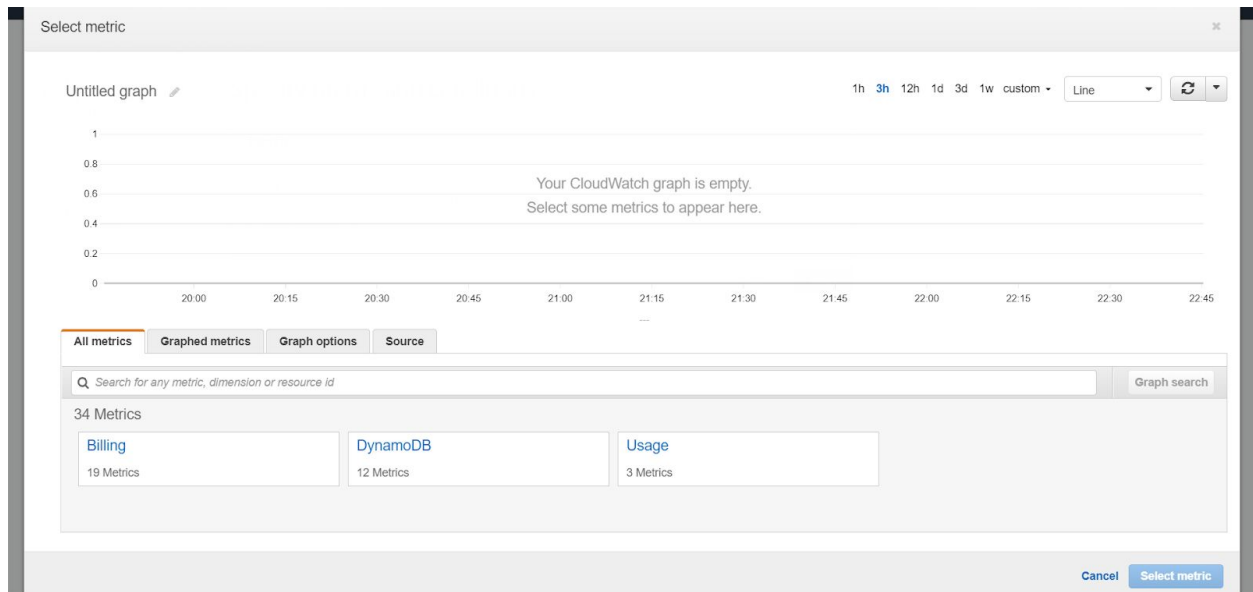 Select metric
Untitled graph
1h 3h 12h 1d 3d 1w custom
Line
1
0.8
0.6
0.4
0.2
0
Your CloudWatch graph is empty.
Select some metrics to appear here.
20:00 20:15 20:30 20:45 21:00 21:15 21:30 21:45 22:00 22:15 22:30 22:45
All metrics Graphed metrics Graph options Source
Search for any metric, dimension or resource id
Graph search
34 Metrics
Billing
19 Metrics
DynamoDB
12 Metrics
Usage
3 Metrics
Cancel Select metric